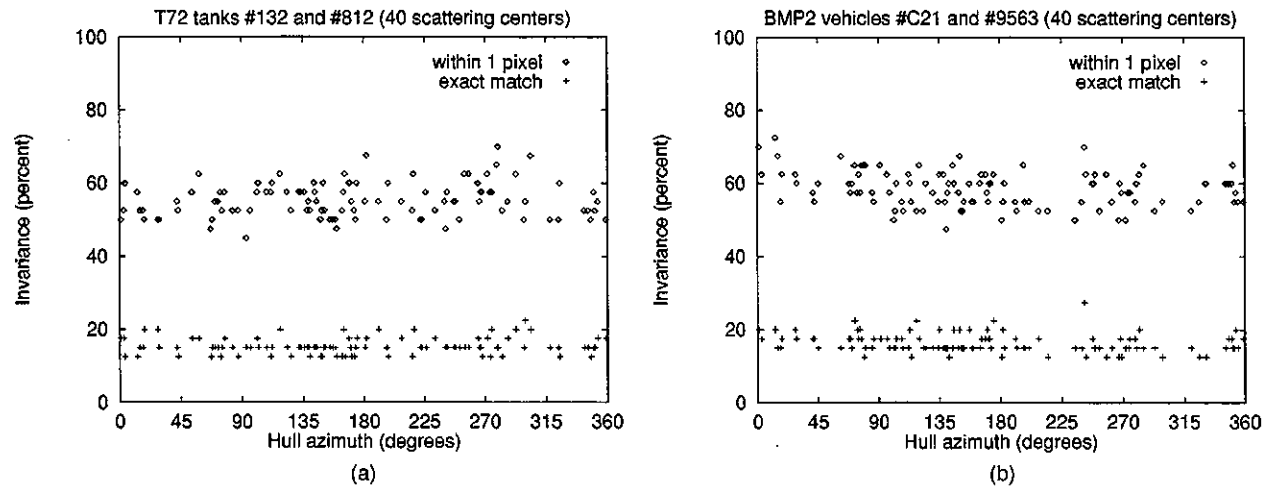 T72 tanks #132 and #812 (40 scattering centers)
100
80
60
40
20
0
Invariance (percent)
within 1 pixel
exact match
0 45 90 135 180 225 270 315 360
Hull azimuth (degrees)
(a)
BMP2 vehicles #C21 and #9563 (40 scattering centers)
100
80
60
40
20
0
Invariance (percent)
within 1 pixel
exact match
0 45 90 135 180 225 270 315 360
Hull azimuth (degrees)
(b)